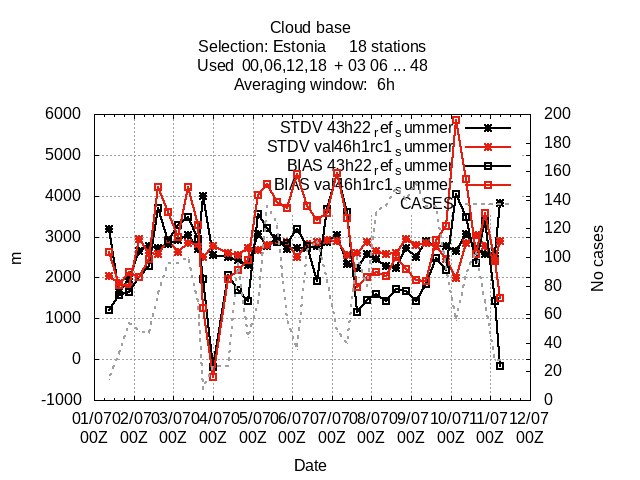 Cloud base
Selection: Estonia 18 stations
Used 00,06,12,18 + 03 06 ... 48
Averaging window: 6h
6000
5000
4000
3000
2000
1000
0
-1000
m
STDV 43h22refsummer
STDV val46h1rc1summer
BIAS 43h22refsummer
BIAS val46h1rc1summer
CASES
200
180
160
140
120
100
80
60
40
20
0
No cases
01/07 02/07 03/07 04/07 05/07 06/07 07/07 08/07 09/07 10/07 11/07 12/07
00Z 00Z 00Z 00Z 00Z 00Z 00Z 00Z 00Z 00Z 00Z 00Z
Date